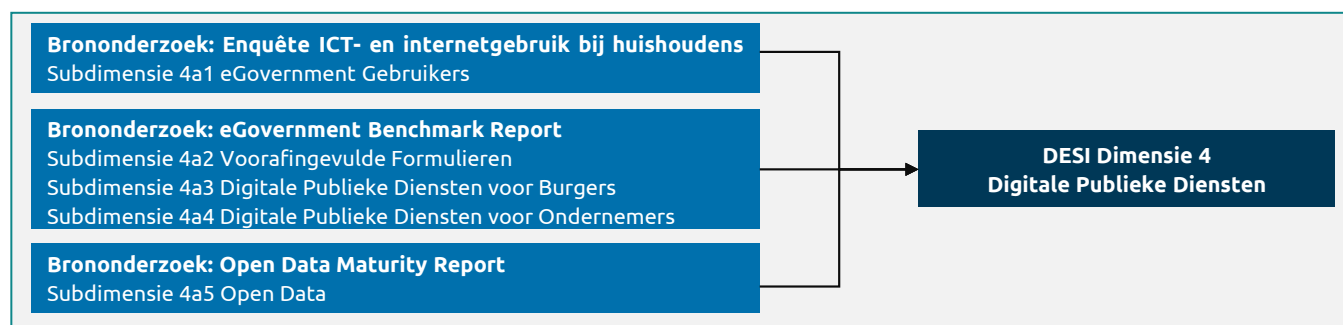 Brononderzoek: Enquête ICT- en internetgebruik bij huishoudens
Subdimensie 4a1 eGovernment Gebruikers
Brononderzoek: eGovernment Benchmark Report
Subdimensie 4a2 Voorafingevulde Formulieren
Subdimensie 4a3 Digitale Publieke Diensten voor Burgers
Subdimensie 4a4 Digitale Publieke Diensten voor Ondernemers
Brononderzoek: Open Data Maturity Report
Subdimensie 4a5 Open Data
DESI Dimensie 4
Digitale Publieke Diensten